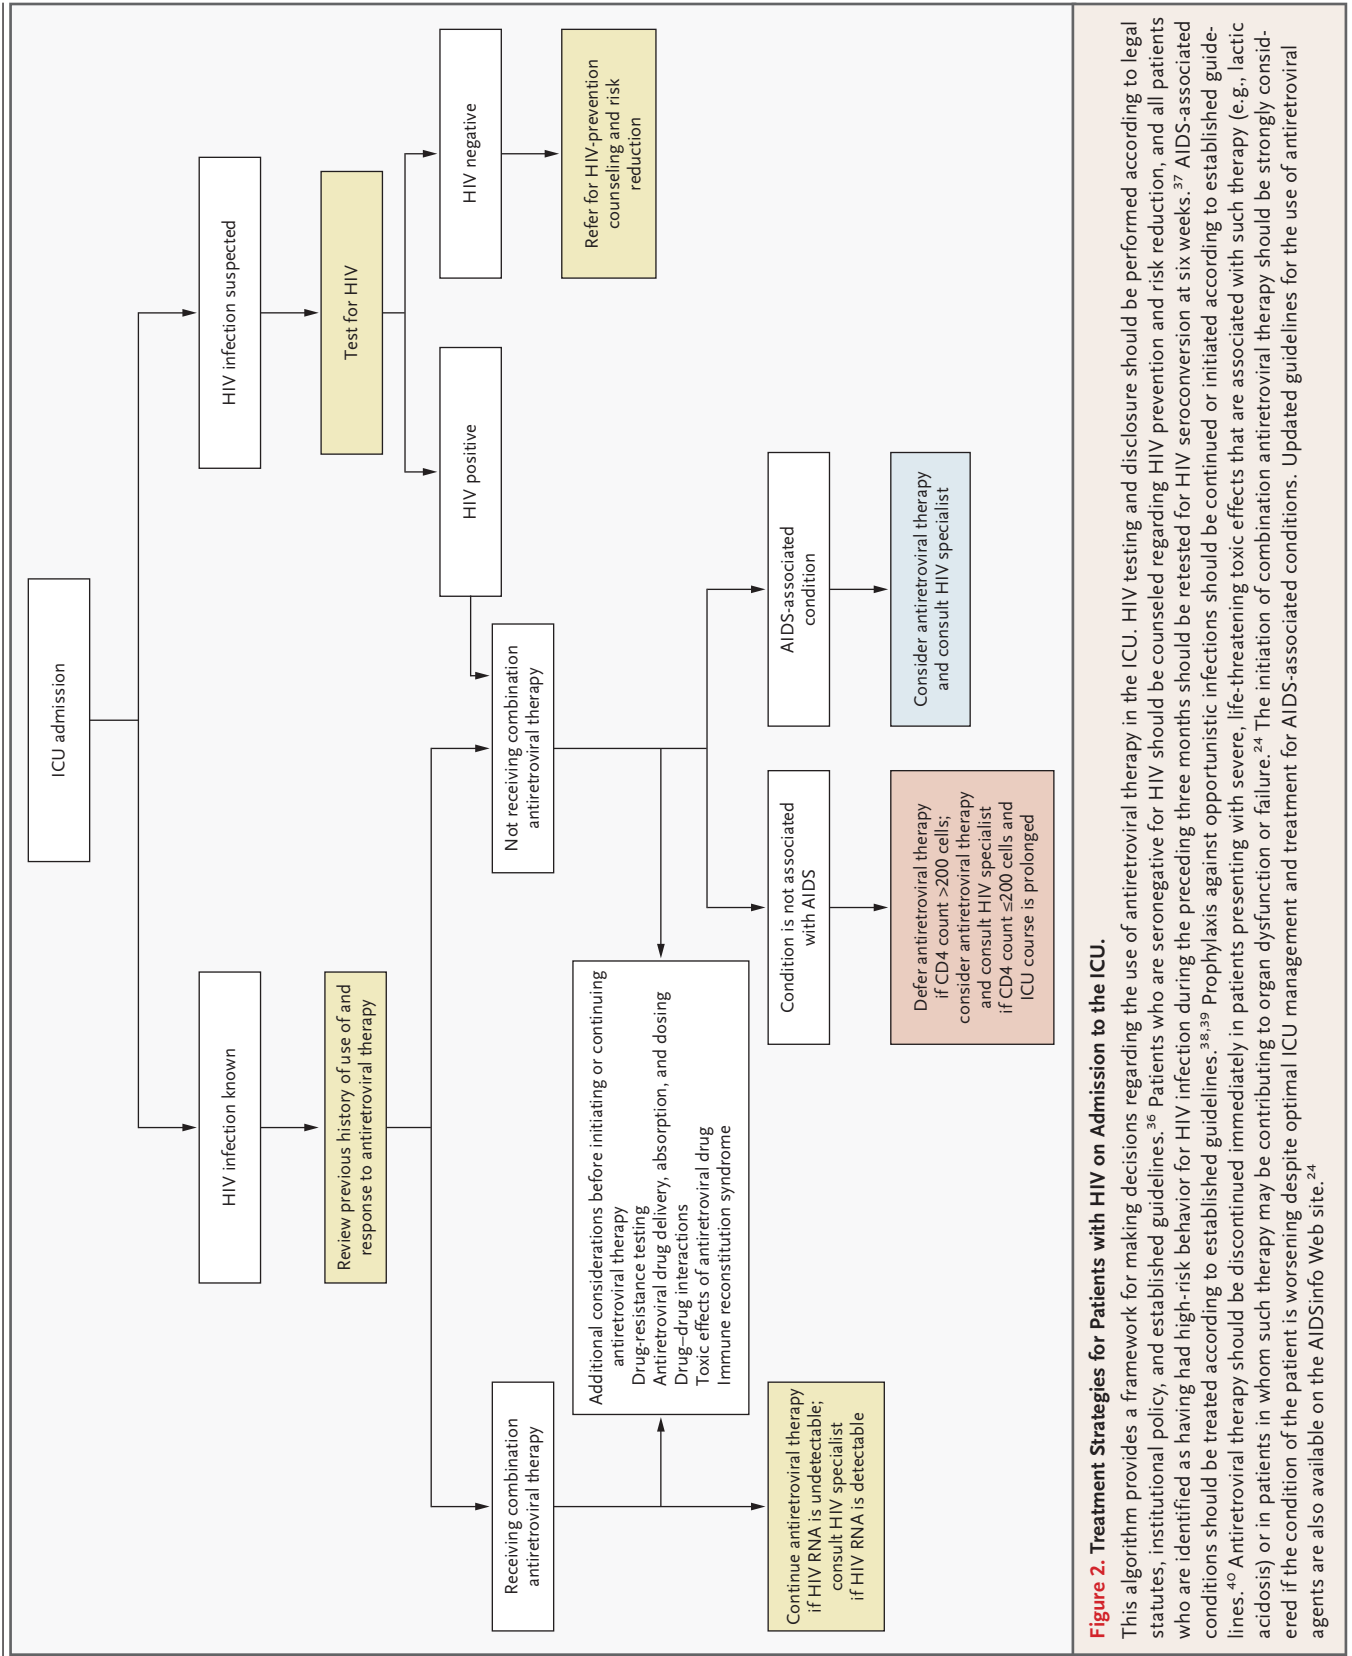 ICU admission
HIV infection known
HIV infection suspected
Review previous history of use of and
response to antiretroviral therapy
Test for HIV
HIV positive
HIV negative
Receiving combination
antiretroviral therapy
Not receiving combination
antiretroviral therapy
Refer for HIV-prevention
counseling and risk
reduction
Additional considerations before initiating or continuing
antiretroviral therapy
Drug-resistance testing
Antiretroviral drug delivery, absorption, and dosing
Drug–drug interactions
Toxic effects of antiretroviral drug
Immune reconstitution syndrome
Condition is not associated
with AIDS
AIDS-associated
condition
Continue antiretroviral therapy
if HIV RNA is undetectable;
consult HIV specialist
if HIV RNA is detectable
Defer antiretroviral therapy
if CD4 count >200 cells;
consider antiretroviral therapy
and consult HIV specialist
if CD4 count ≤200 cells and
ICU course is prolonged
Consider antiretroviral therapy
and consult HIV specialist
Figure 2. Treatment Strategies for Patients with HIV on Admission to the ICU.
This algorithm provides a framework for making decisions regarding the use of antiretroviral therapy in the ICU. HIV testing and disclosure should be performed according to legal
statutes, institutional policy, and established guidelines.³⁶ Patients who are seronegative for HIV should be counseled regarding HIV prevention and risk reduction, and all patients
who are identified as having had high-risk behavior for HIV infection during the preceding three months should be retested for HIV seroconversion at six weeks.³⁷ AIDS-associated
conditions should be treated according to established guidelines.³⁸,³⁹ Prophylaxis against opportunistic infections should be continued or initiated according to established guide-
lines.⁴⁰ Antiretroviral therapy should be discontinued immediately in patients presenting with severe, life-threatening toxic effects that are associated with such therapy (e.g., lactic
acidosis) or in patients in whom such therapy may be contributing to organ dysfunction or failure.²⁴ The initiation of combination antiretroviral therapy should be strongly consid-
ered if the condition of the patient is worsening despite optimal ICU management and treatment for AIDS-associated conditions. Updated guidelines for the use of antiretroviral
agents are also available on the AIDSinfo Web site.²⁴